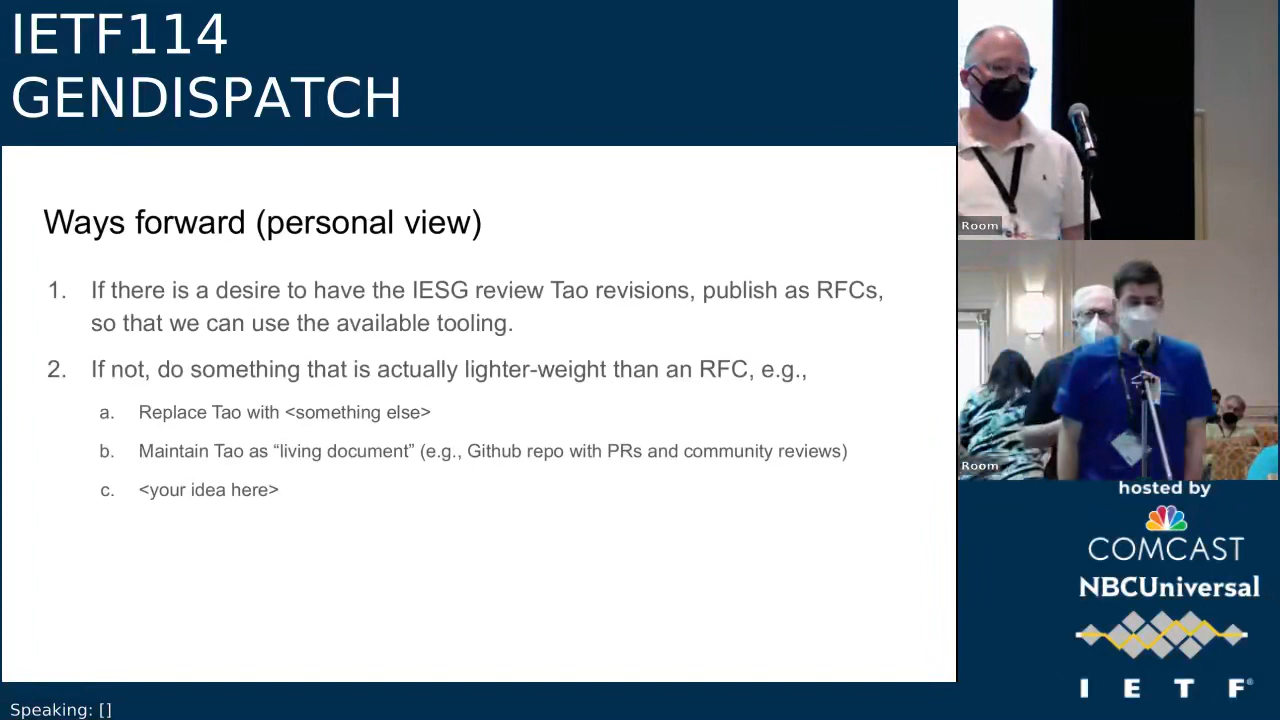 IETF114
GENDISPATCH
Ways forward (personal view)
1. If there is a desire to have the IESG review Tao revisions, publish as RFCs,
so that we can use the available tooling.
2. If not, do something that is actually lighter-weight than an RFC, e.g.,
a. Replace Tao with <something else>
b. Maintain Tao as “living document” (e.g., Github repo with PRs and community reviews)
c. <your idea here>
Speaking: []
Room
Room
hosted by
COMCAST
NBCUniversal
I E T F®